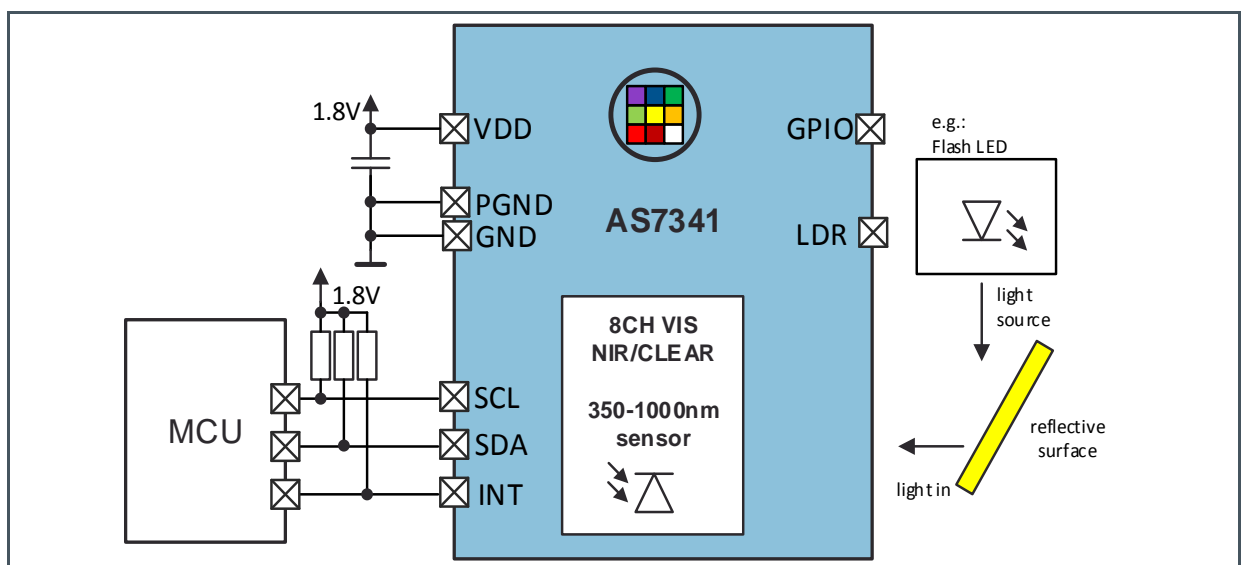 1.8V
VDD
PGND
GND
AS7341
GPIO
LDR
e.g.:
Flash LED
light
source
reflective
surface
light in
1.8V
MCU
SCL
SDA
INT
8CH VIS
NIR/CLEAR
350-1000nm
sensor